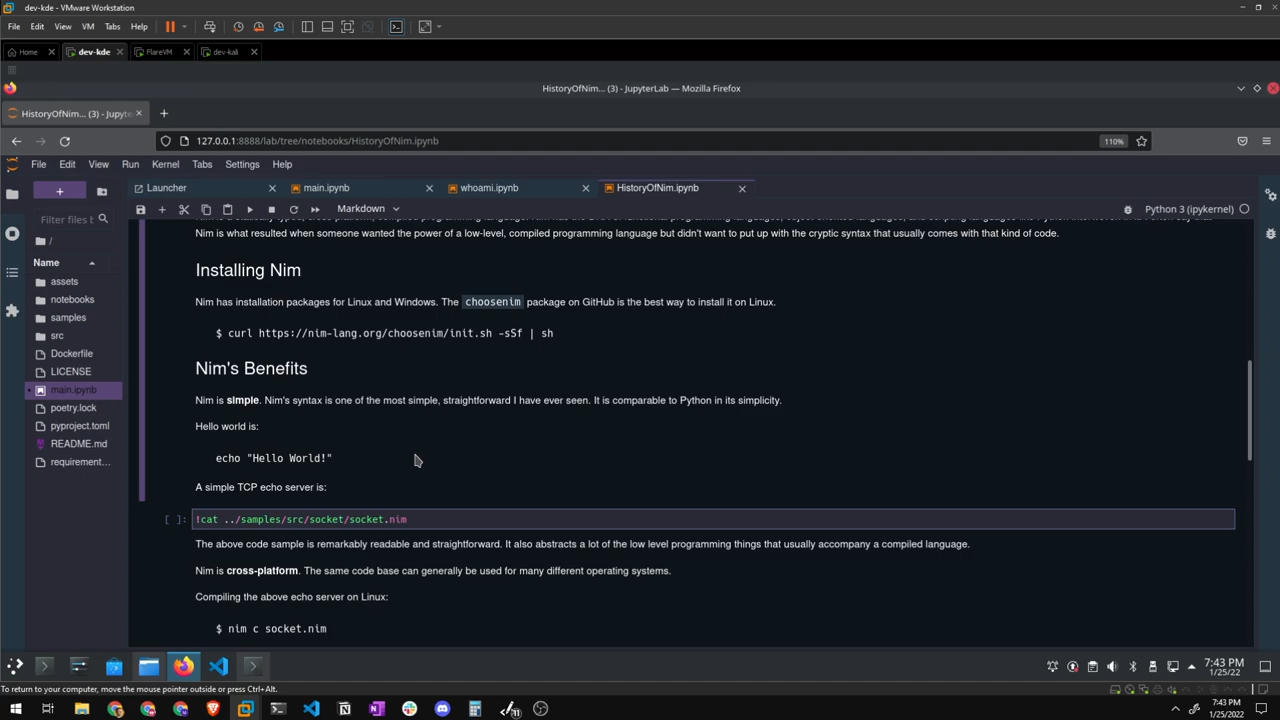 dev-kde - VMware Workstation
File Edit View VM Tabs Help
Home dev-kde FlareVM dev-kali
HistoryOfNim... (3) - JupyterLab — Mozilla Firefox
HistoryOfNim... (3) - Jupyte
127.0.0.1:8888/lab/tree/notebooks/HistoryOfNim.ipynb 110%
File Edit View Run Kernel Tabs Settings Help
Launcher main.ipynb whoami.ipynb HistoryOfNim.ipynb
Markdown Python 3 (ipykernel)
Filter files b
/
Name
assets
notebooks
samples
src
Dockerfile
LICENSE
main.ipynb
poetry.lock
pyproject.toml
README.md
requirement...
Nim is what resulted when someone wanted the power of a low-level, compiled programming language but didn't want to put up with the cryptic syntax that usually comes with that kind of code.
Installing Nim
Nim has installation packages for Linux and Windows. The choosenim package on GitHub is the best way to install it on Linux.
$ curl https://nim-lang.org/choosenim/init.sh -sSf | sh
Nim's Benefits
Nim is simple. Nim's syntax is one of the most simple, straightforward I have ever seen. It is comparable to Python in its simplicity.
Hello world is:
echo "Hello World!"
A simple TCP echo server is:
[ ]: !cat ../samples/src/socket/socket.nim
The above code sample is remarkably readable and straightforward. It also abstracts a lot of the low level programming things that usually accompany a compiled language.
Nim is cross-platform. The same code base can generally be used for many different operating systems.
Compiling the above echo server on Linux:
$ nim c socket.nim
7:43 PM
1/25/22
To return to your computer, move the mouse pointer outside or press Ctrl+Alt.
7:43 PM
1/25/2022